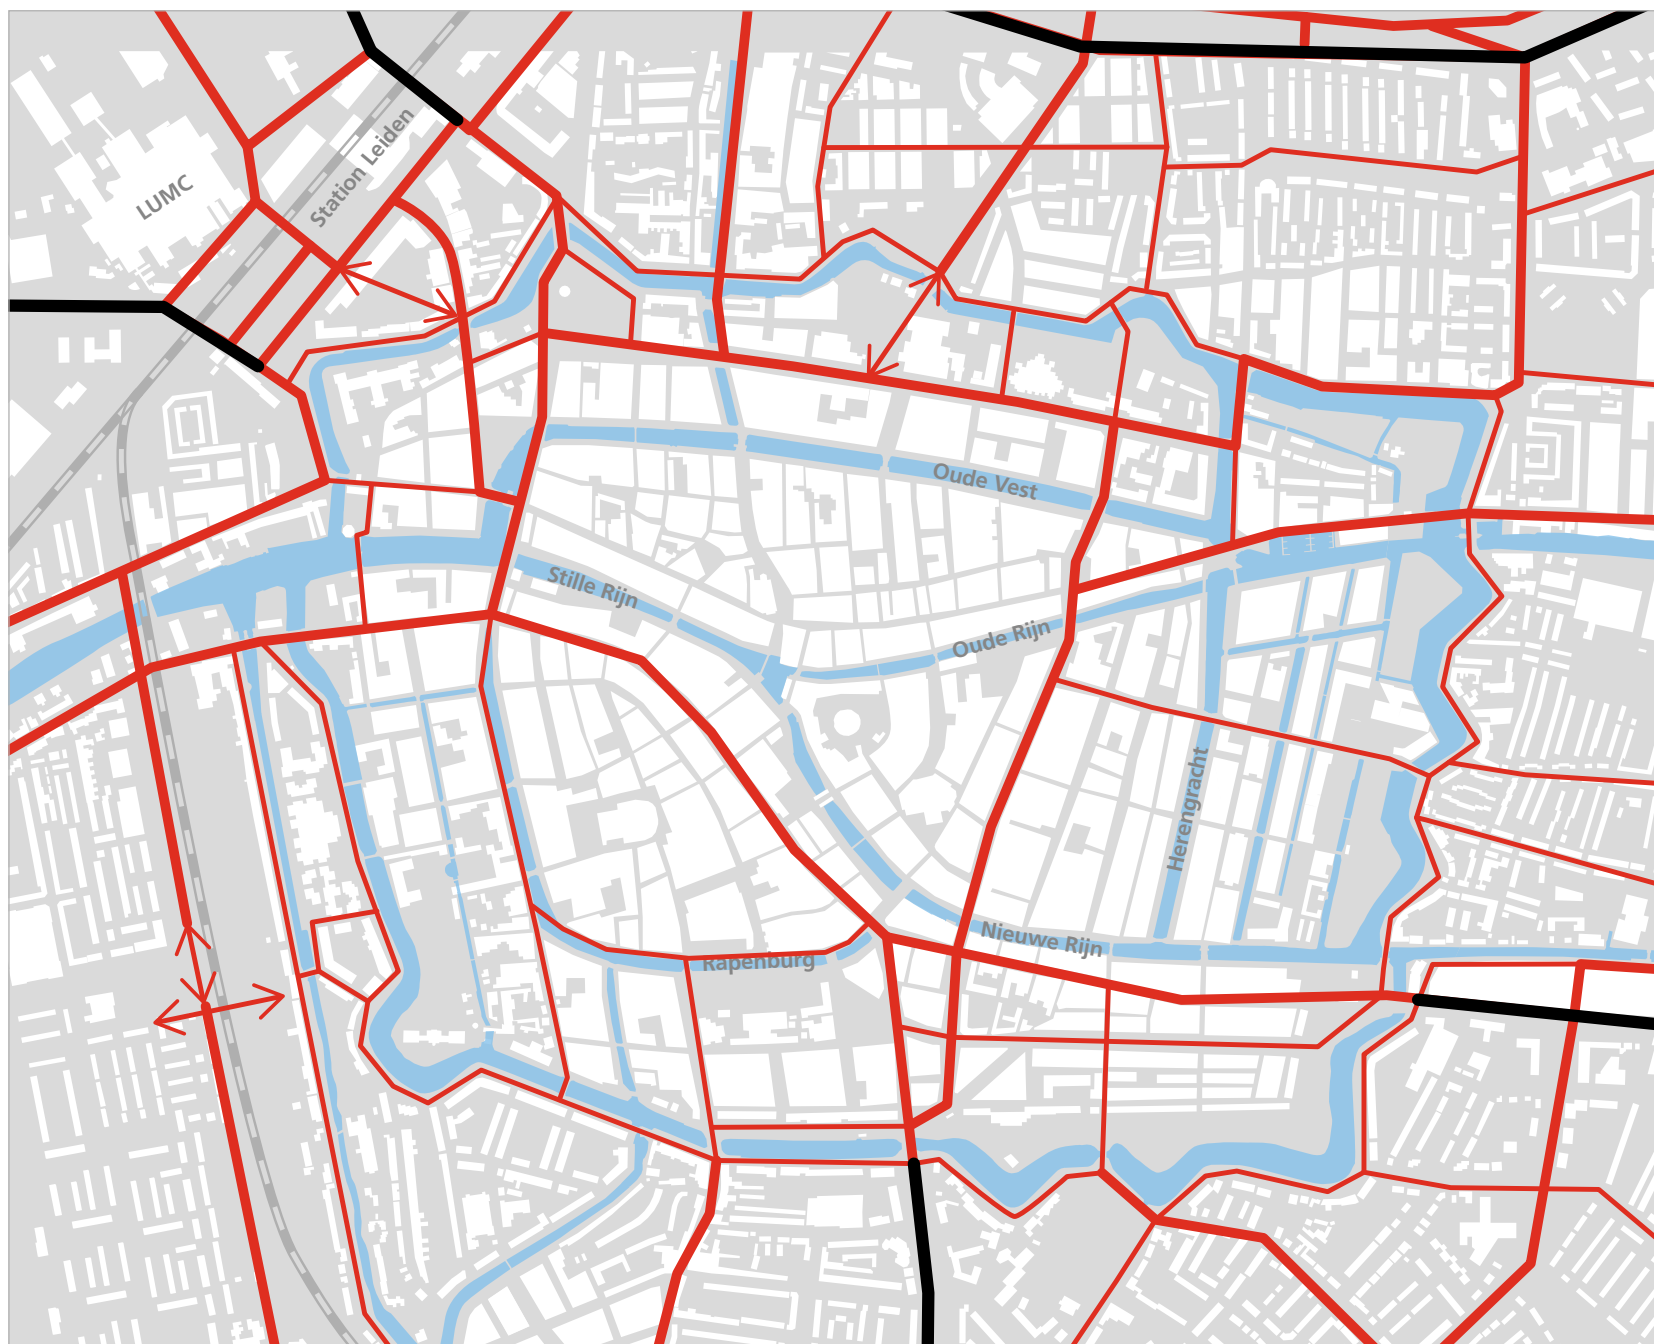 Station Leiden
LUMC
Oude Vest
Stille Rijn
Oude Rijn
Herengracht
Nieuwe Rijn
Rapenburg